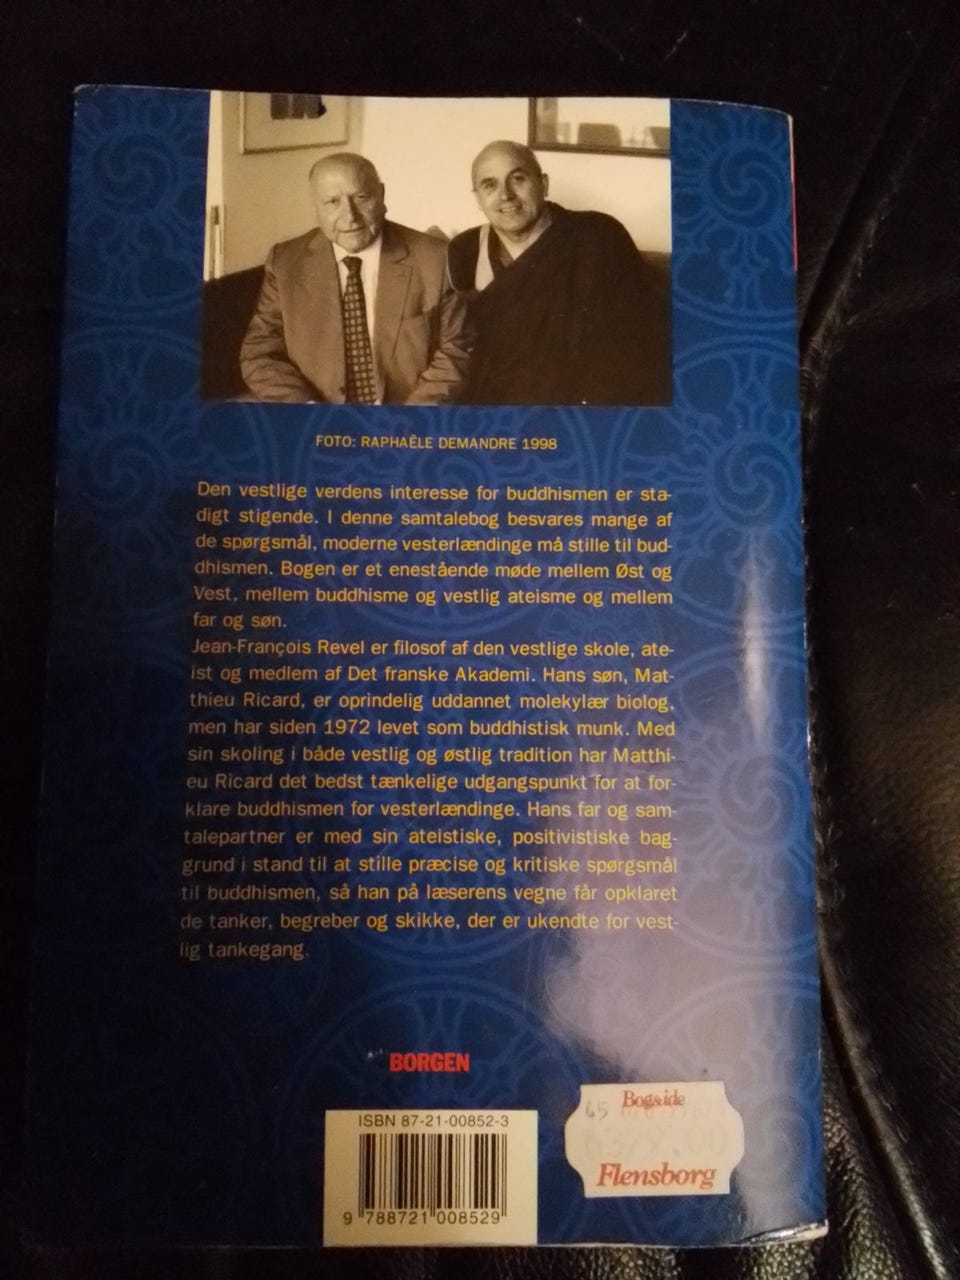 FOTO: RAPHAËLE DEMANDRE 1998
Den vestlige verdens interesse for buddhismen er sta-
digt stigende. I denne samtalebog besvares mange af
de spørgsmål, moderne vesterlændinge må stille til bud-
dhismen. Bogen er et enestående møde mellem Øst og
Vest, mellem buddhisme og vestlig ateisme og mellem
far og søn.
Jean-François Revel er filosof af den vestlige skole, ate-
ist og medlem af Det franske Akademi. Hans søn, Mat-
thieu Ricard, er oprindelig uddannet molekylær biolog,
men har siden 1972 levet som buddhistisk munk. Med
sin skoling i både vestlig og østlig tradition har Matthi-
eu Ricard det bedst tænkelige udgangspunkt for at for-
klare buddhismen for vesterlændinge. Hans far og sam-
talepartner er med sin ateistiske, positivistiske bag-
grund i stand til at stille præcise og kritiske spørgsmål
til buddhismen, så han på læserens vegne får opklaret
de tanker, begreber og skikke, der er ukendte for vest-
lig tankegang.
BORGEN
ISBN 87-21-00852-3
9 788721 008529
Boglade
45
379.00
Flensborg